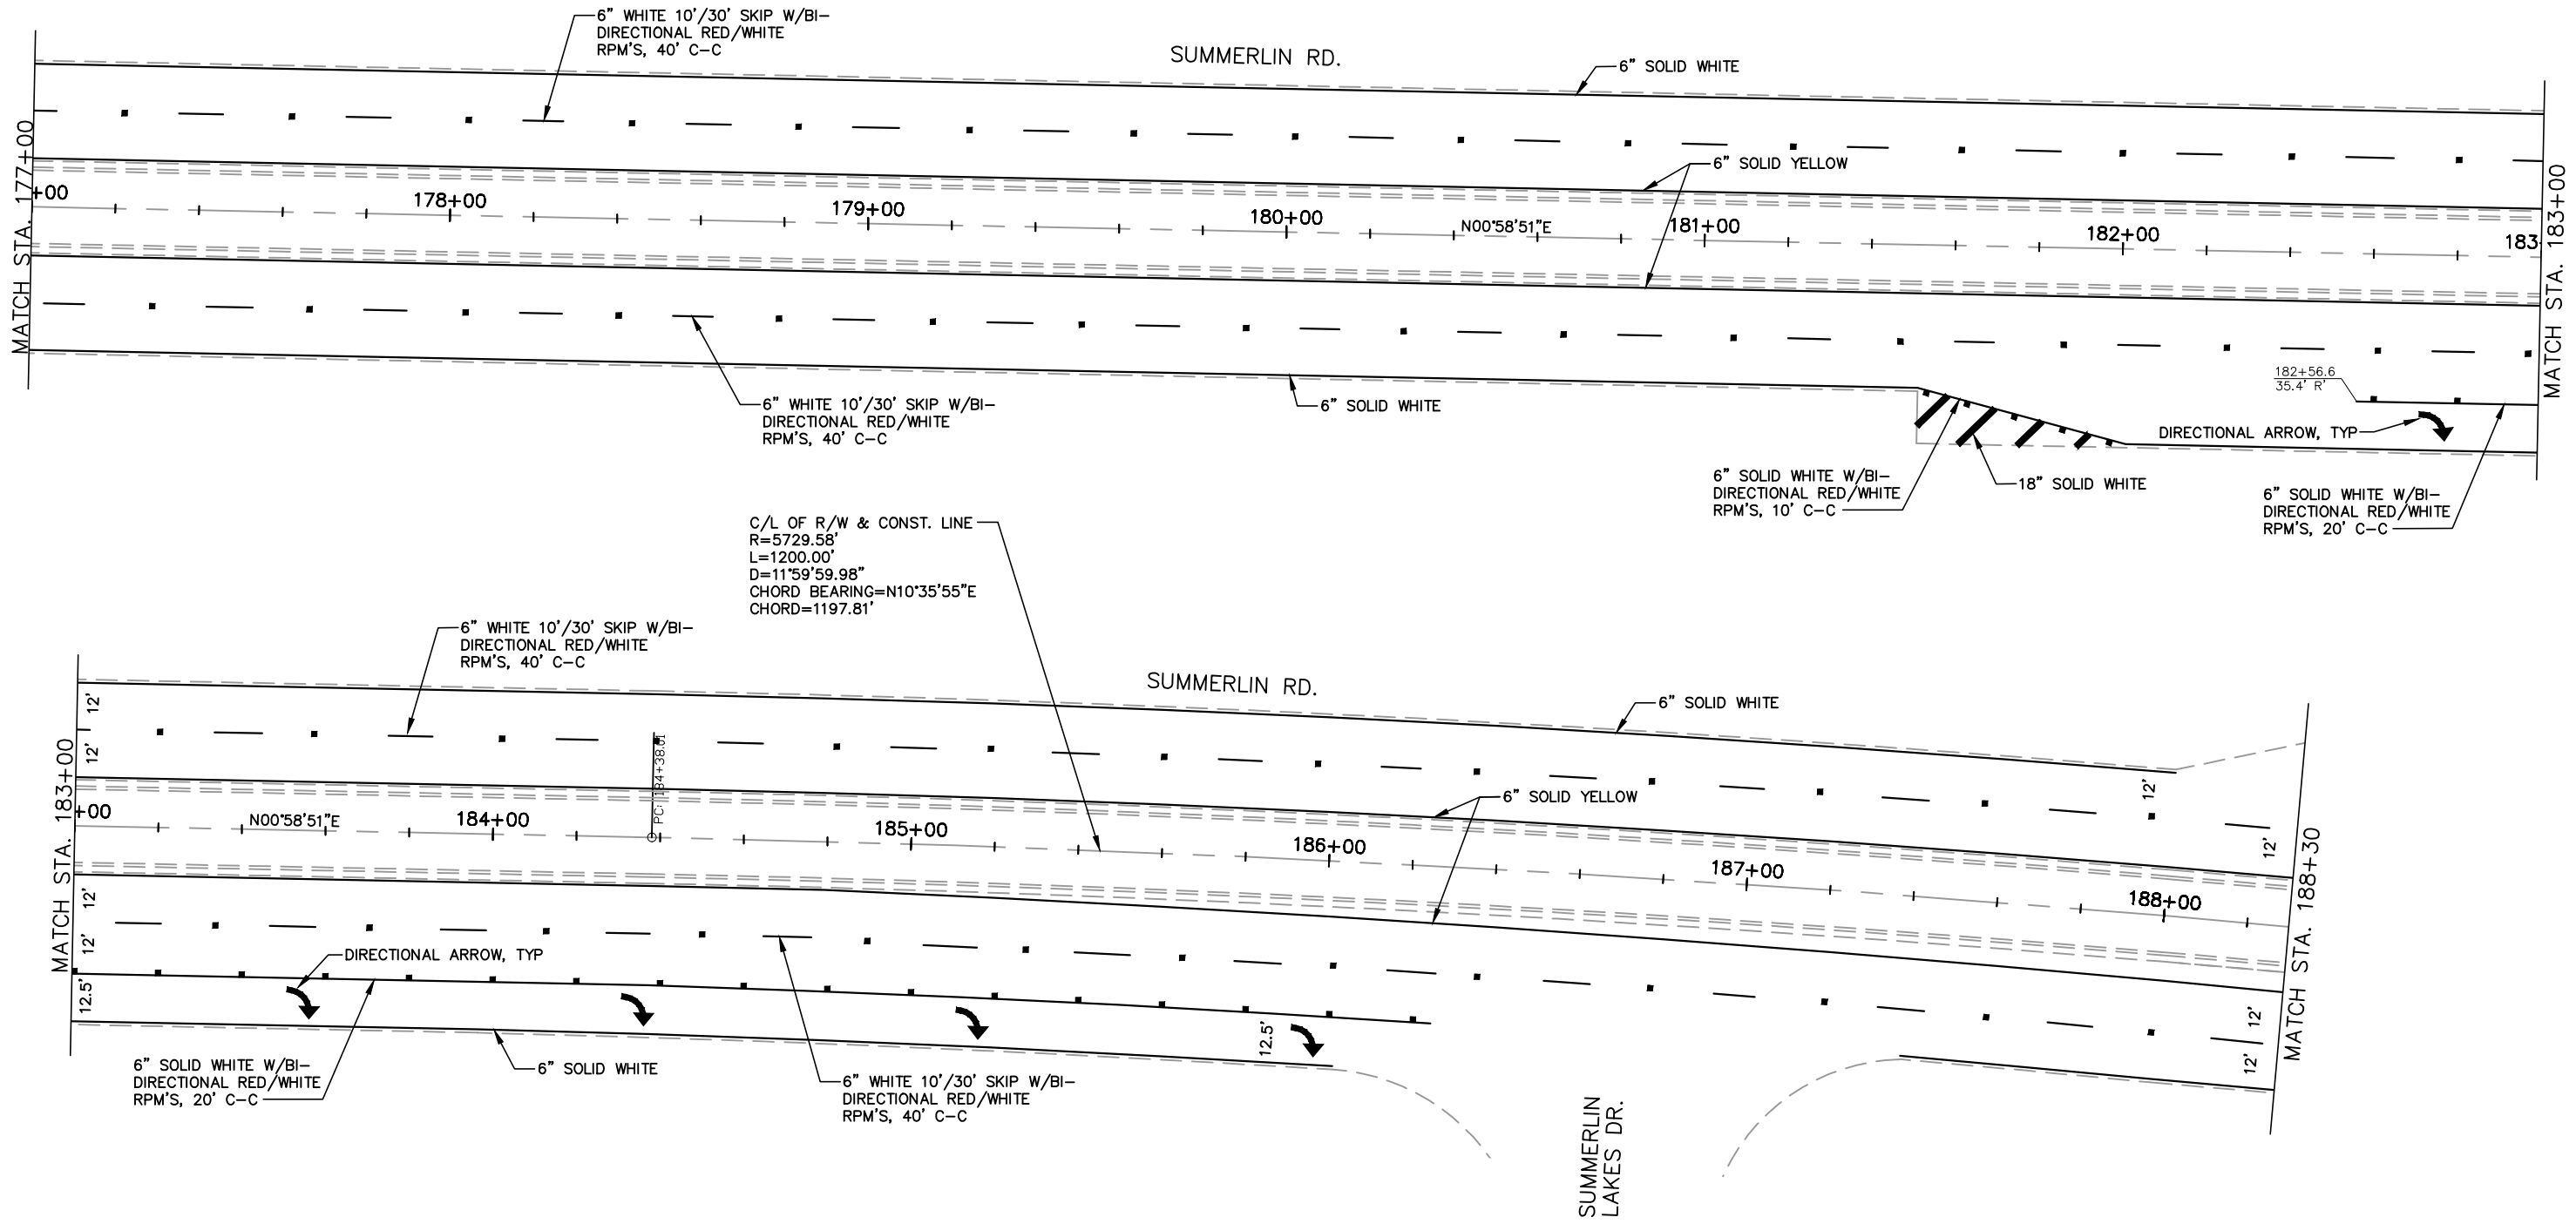 6" WHITE 10'/30' SKIP W/BI-
DIRECTIONAL RED/WHITE
RPM'S, 40' C-C
SUMMERLIN RD.
6" SOLID WHITE
6" SOLID YELLOW
MATCH STA. 177+00
+00
178+00
179+00
180+00
N00°58'51"E
181+00
182+00
183
MATCH STA. 183+00
6" WHITE 10'/30' SKIP W/BI-
DIRECTIONAL RED/WHITE
RPM'S, 40' C-C
6" SOLID WHITE
182+56.6
35.4' R'
DIRECTIONAL ARROW, TYP
6" SOLID WHITE W/BI-
DIRECTIONAL RED/WHITE
RPM'S, 10' C-C
18" SOLID WHITE
6" SOLID WHITE W/BI-
DIRECTIONAL RED/WHITE
RPM'S, 20' C-C
C/L OF R/W & CONST. LINE
R=5729.58'
L=1200.00'
D=11°59'59.98"
CHORD BEARING=N10°35'55"E
CHORD=1197.81'
6" WHITE 10'/30' SKIP W/BI-
DIRECTIONAL RED/WHITE
RPM'S, 40' C-C
SUMMERLIN RD.
6" SOLID WHITE
12'
12'
12'
12'
6" SOLID YELLOW
MATCH STA. 183+00
+00
N00°58'51"E
184+00
PC: 184+38.01
185+00
186+00
187+00
188+00
MATCH STA. 188+30
12'
12'
12.5'
DIRECTIONAL ARROW, TYP
12.5'
12'
12'
6" SOLID WHITE W/BI-
DIRECTIONAL RED/WHITE
RPM'S, 20' C-C
6" SOLID WHITE
6" WHITE 10'/30' SKIP W/BI-
DIRECTIONAL RED/WHITE
RPM'S, 40' C-C
SUMMERLIN
LAKES DR.